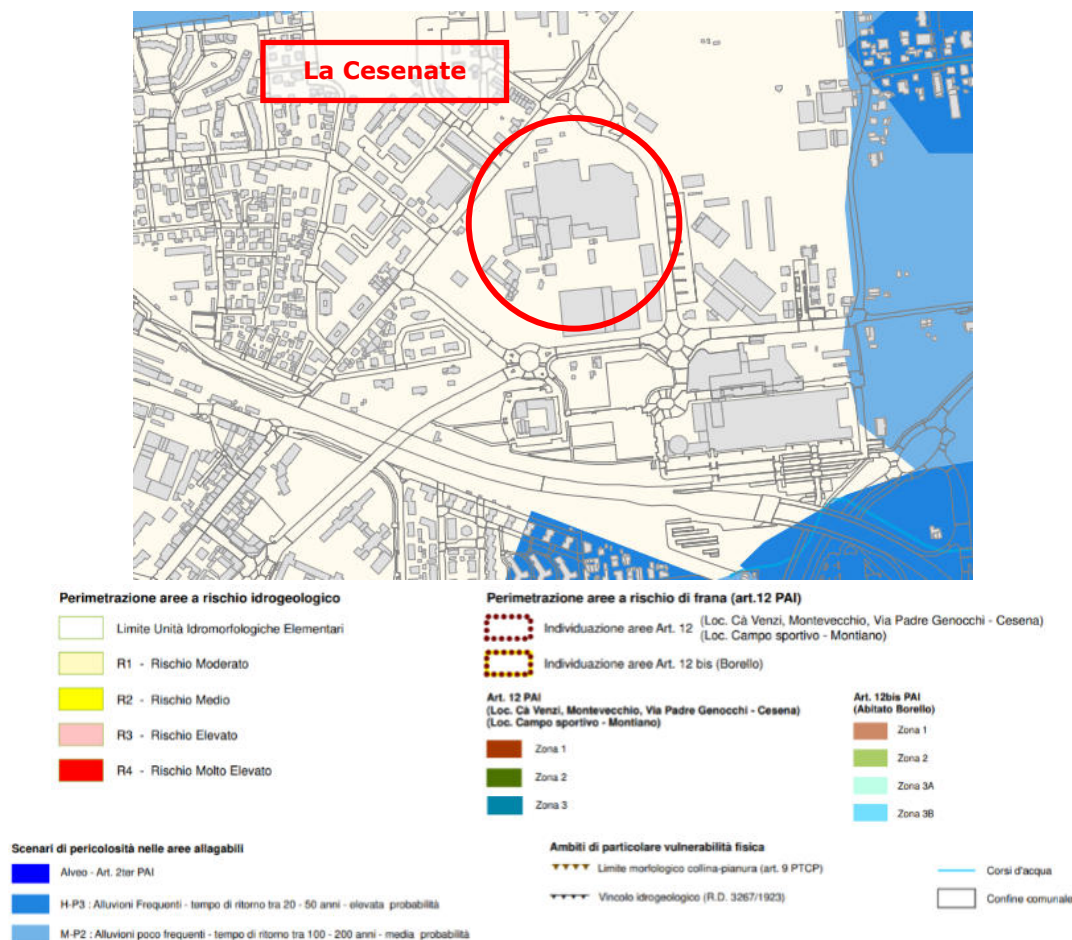 La Cesenate
Perimetrazione aree a rischio idrogeologico
Limite Unità Idromorfologiche Elementari
R1 - Rischio Moderato
R2 - Rischio Medio
R3 - Rischio Elevato
R4 - Rischio Molto Elevato
Perimetrazione aree a rischio di frana (art.12 PAI)
Individuazione aree Art. 12 (Loc. Cà Venzi, Montevecchio, Via Padre Genocchi - Cesena)
(Loc. Campo sportivo - Montiano)
Individuazione aree Art. 12 bis (Borello)
Art. 12 PAI
(Loc. Cà Venzi, Montevecchio, Via Padre Genocchi - Cesena)
(Loc. Campo sportivo - Montiano)
Zona 1
Zona 2
Zona 3
Art. 12bis PAI
(Abitato Borello)
Zona 1
Zona 2
Zona 3A
Zona 3B
Scenari di pericolosità nelle aree allagabili
Alveo - Art. 2ter PAI
H-P3 : Alluvioni Frequenti - tempo di ritorno tra 20 - 50 anni - elevata probabilità
M-P2 : Alluvioni poco frequenti - tempo di ritorno tra 100 - 200 anni - media probabilità
Ambiti di particolare vulnerabilità fisica
Limite morfologico collina-pianura (art. 9 PTCP)
Vincolo idrogeologico (R.D. 3267/1923)
Corsi d'acqua
Confine comunale